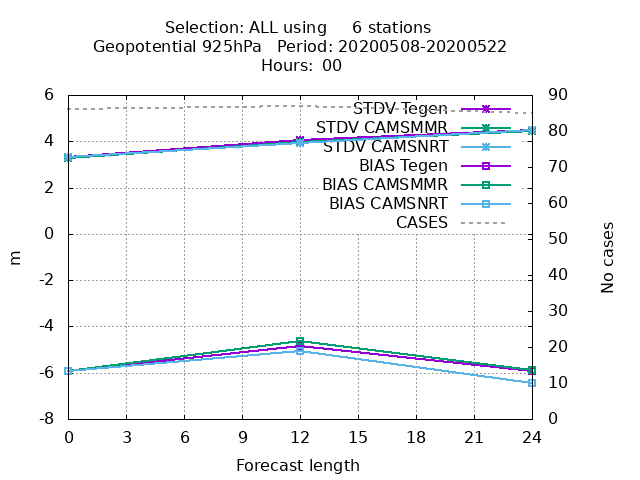 Selection: ALL using     6 stations
Geopotential 925hPa   Period: 20200508-20200522
Hours: 00
6
4
2
0
-2
-4
-6
-8
m
90
80
70
60
50
40
30
20
10
0
No cases
STDV Tegen
STDV CAMSMMR
STDV CAMSNRT
BIAS Tegen
BIAS CAMSMMR
BIAS CAMSNRT
CASES
0 3 6 9 12 15 18 21 24
Forecast length